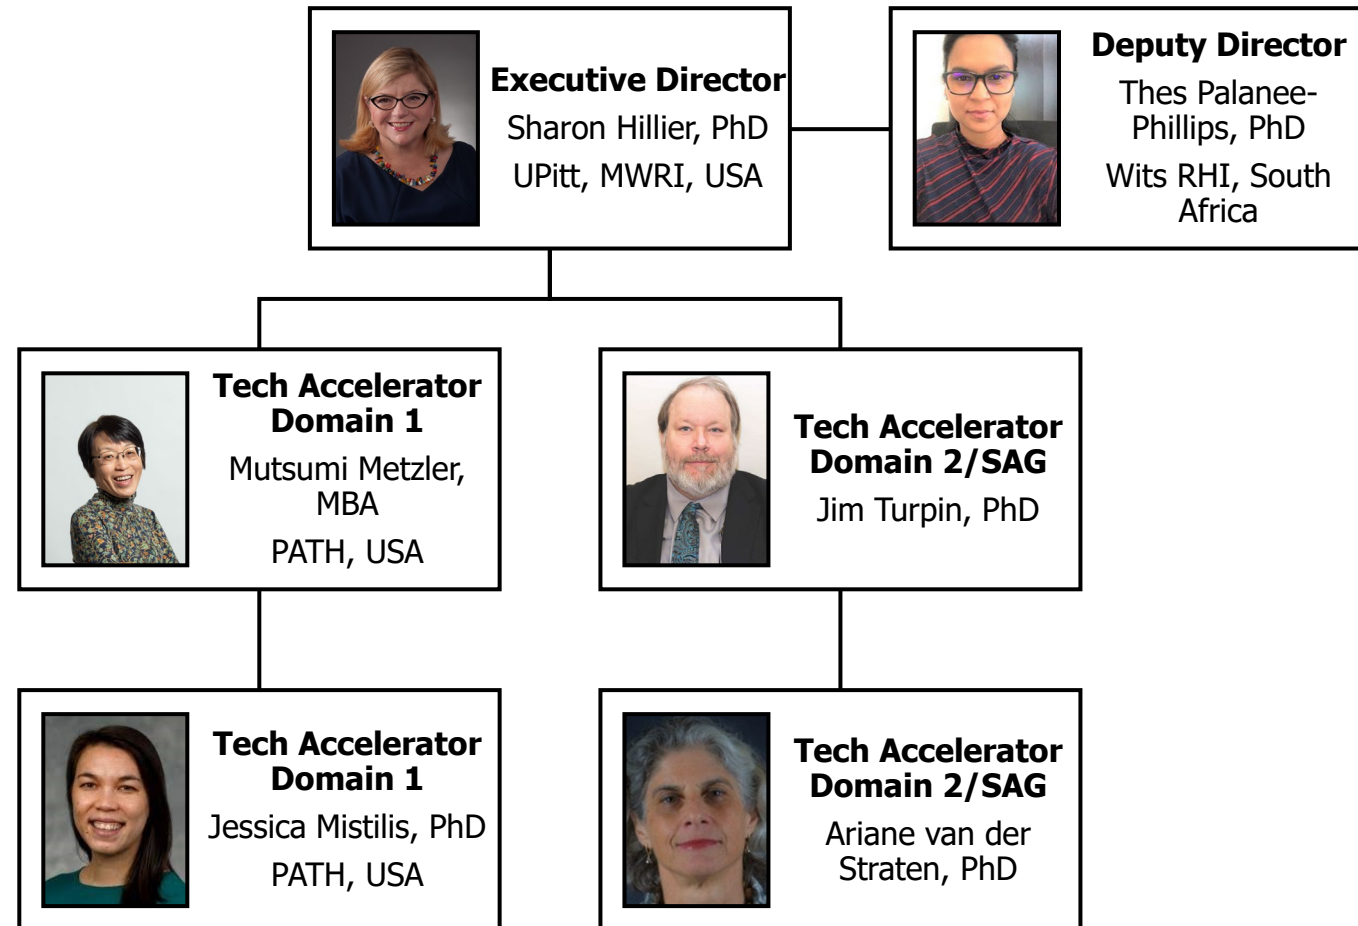 Executive Director
Sharon Hillier, PhD
UPitt, MWRI, USA
Deputy Director
Thes Palanee-
Phillips, PhD
Wits RHI, South
Africa
Tech Accelerator
Domain 1
Mutsumi Metzler,
MBA
PATH, USA
Tech Accelerator
Domain 2/SAG
Jim Turpin, PhD
Tech Accelerator
Domain 1
Jessica Mistilis, PhD
PATH, USA
Tech Accelerator
Domain 2/SAG
Ariane van der
Straten, PhD